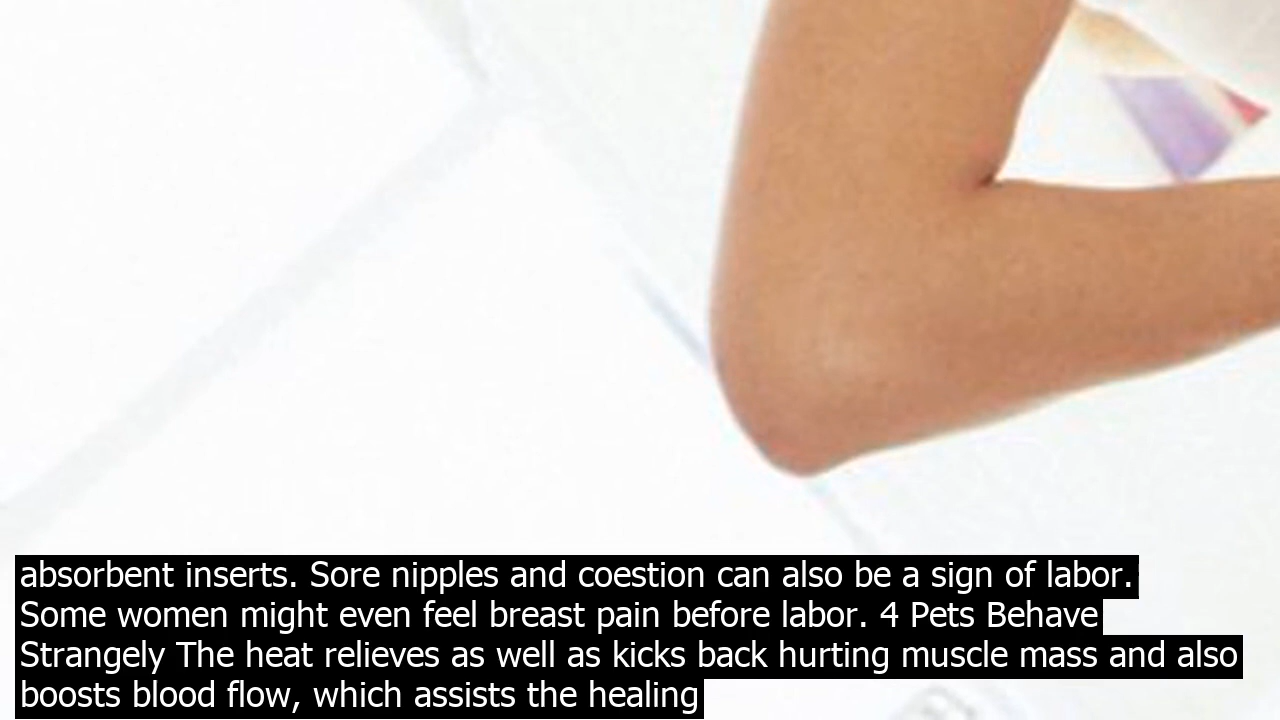 absorbent inserts. Sore nipples and coestion can also be a sign of labor.
Some women might even feel breast pain before labor. 4 Pets Behave
Strangely The heat relieves as well as kicks back hurting muscle mass and also
boosts blood flow, which assists the healing